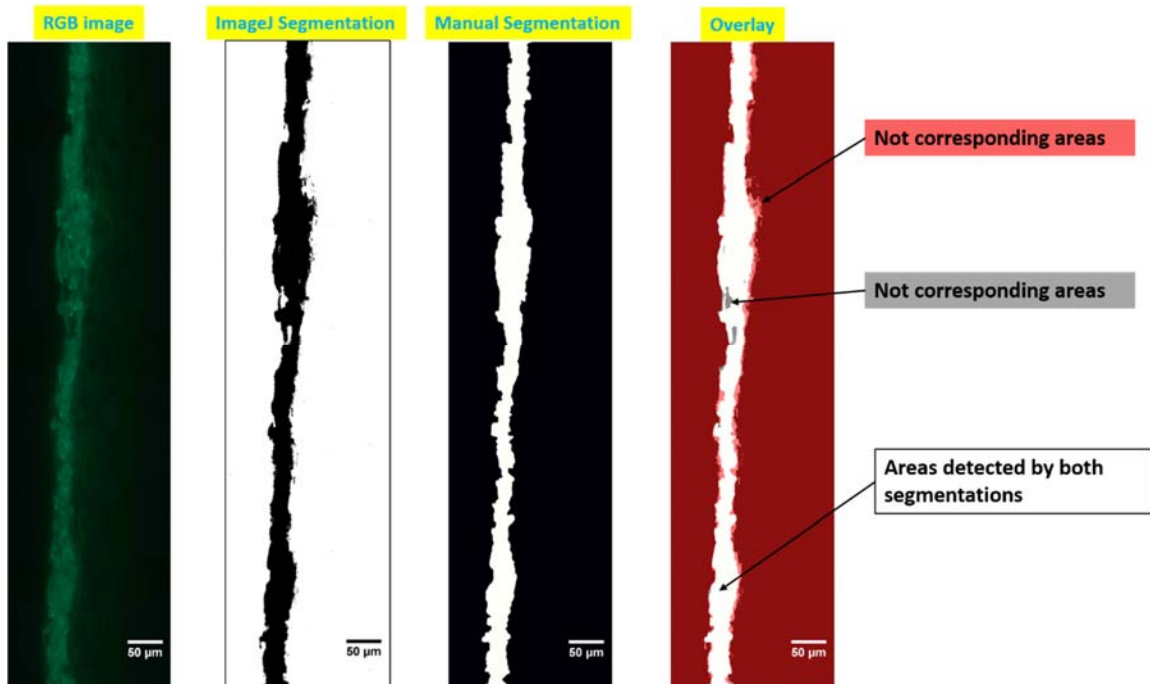 RGB image
ImageJ Segmentation
Manual Segmentation
Overlay
Not corresponding areas
Not corresponding areas
Areas detected by both
segmentations
50 µm
50 µm
50 µm
50 µm